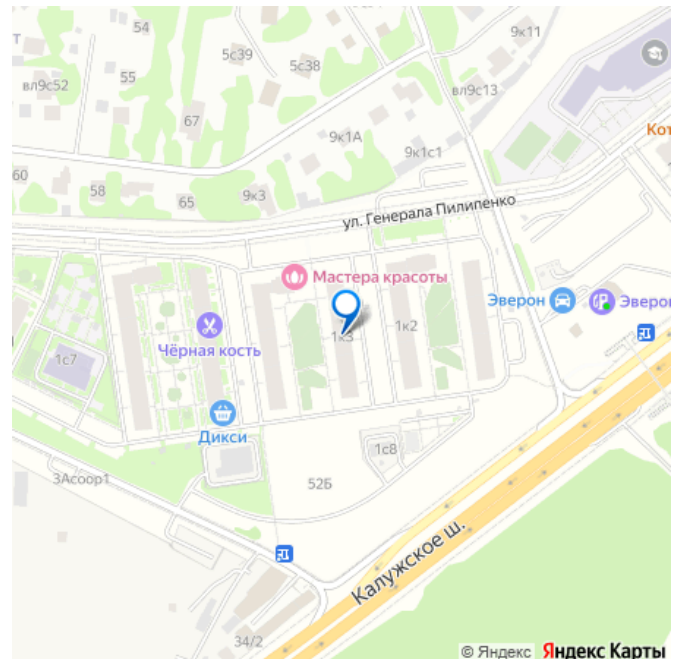 54
5с39
5с38
9к11
т
вл9с52
55
вл9с13
67
9к1А
Кот
9к1с1
60
58
65
9к3
ул. Генерала Пилипенко
Мастера красоты
Эверон
Эверон
1к3
1к2
Чёрная кость
1с7
Дикси
1с8
3Асоор1
52Б
Калужское ш.
34/2
© Яндекс Яндекс Карты